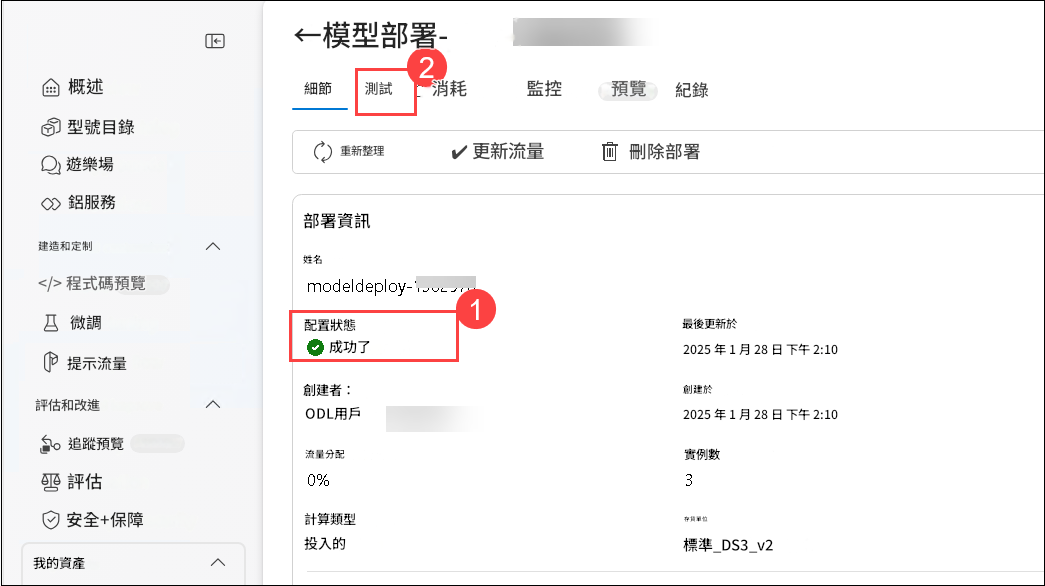 ←模型部署-
2
細節
測試
消耗
監控
預覽
紀錄
重新整理
更新流量
刪除部署
概述
型號目錄
遊樂場
鋁服務
建造和定制
</> 程式碼預覽
微調
提示流量
評估和改進
追蹤預覽
評估
安全+保障
我的資產
部署資訊
姓名
modeldeploy-
1
配置狀態
成功了
最後更新於
2025 年 1 月 28 日 下午 2:10
創建者：
ODL用戶
創建於
2025 年 1 月 28 日 下午 2:10
流量分配
0%
實例數
3
計算類型
投入的
標準_DS3_v2